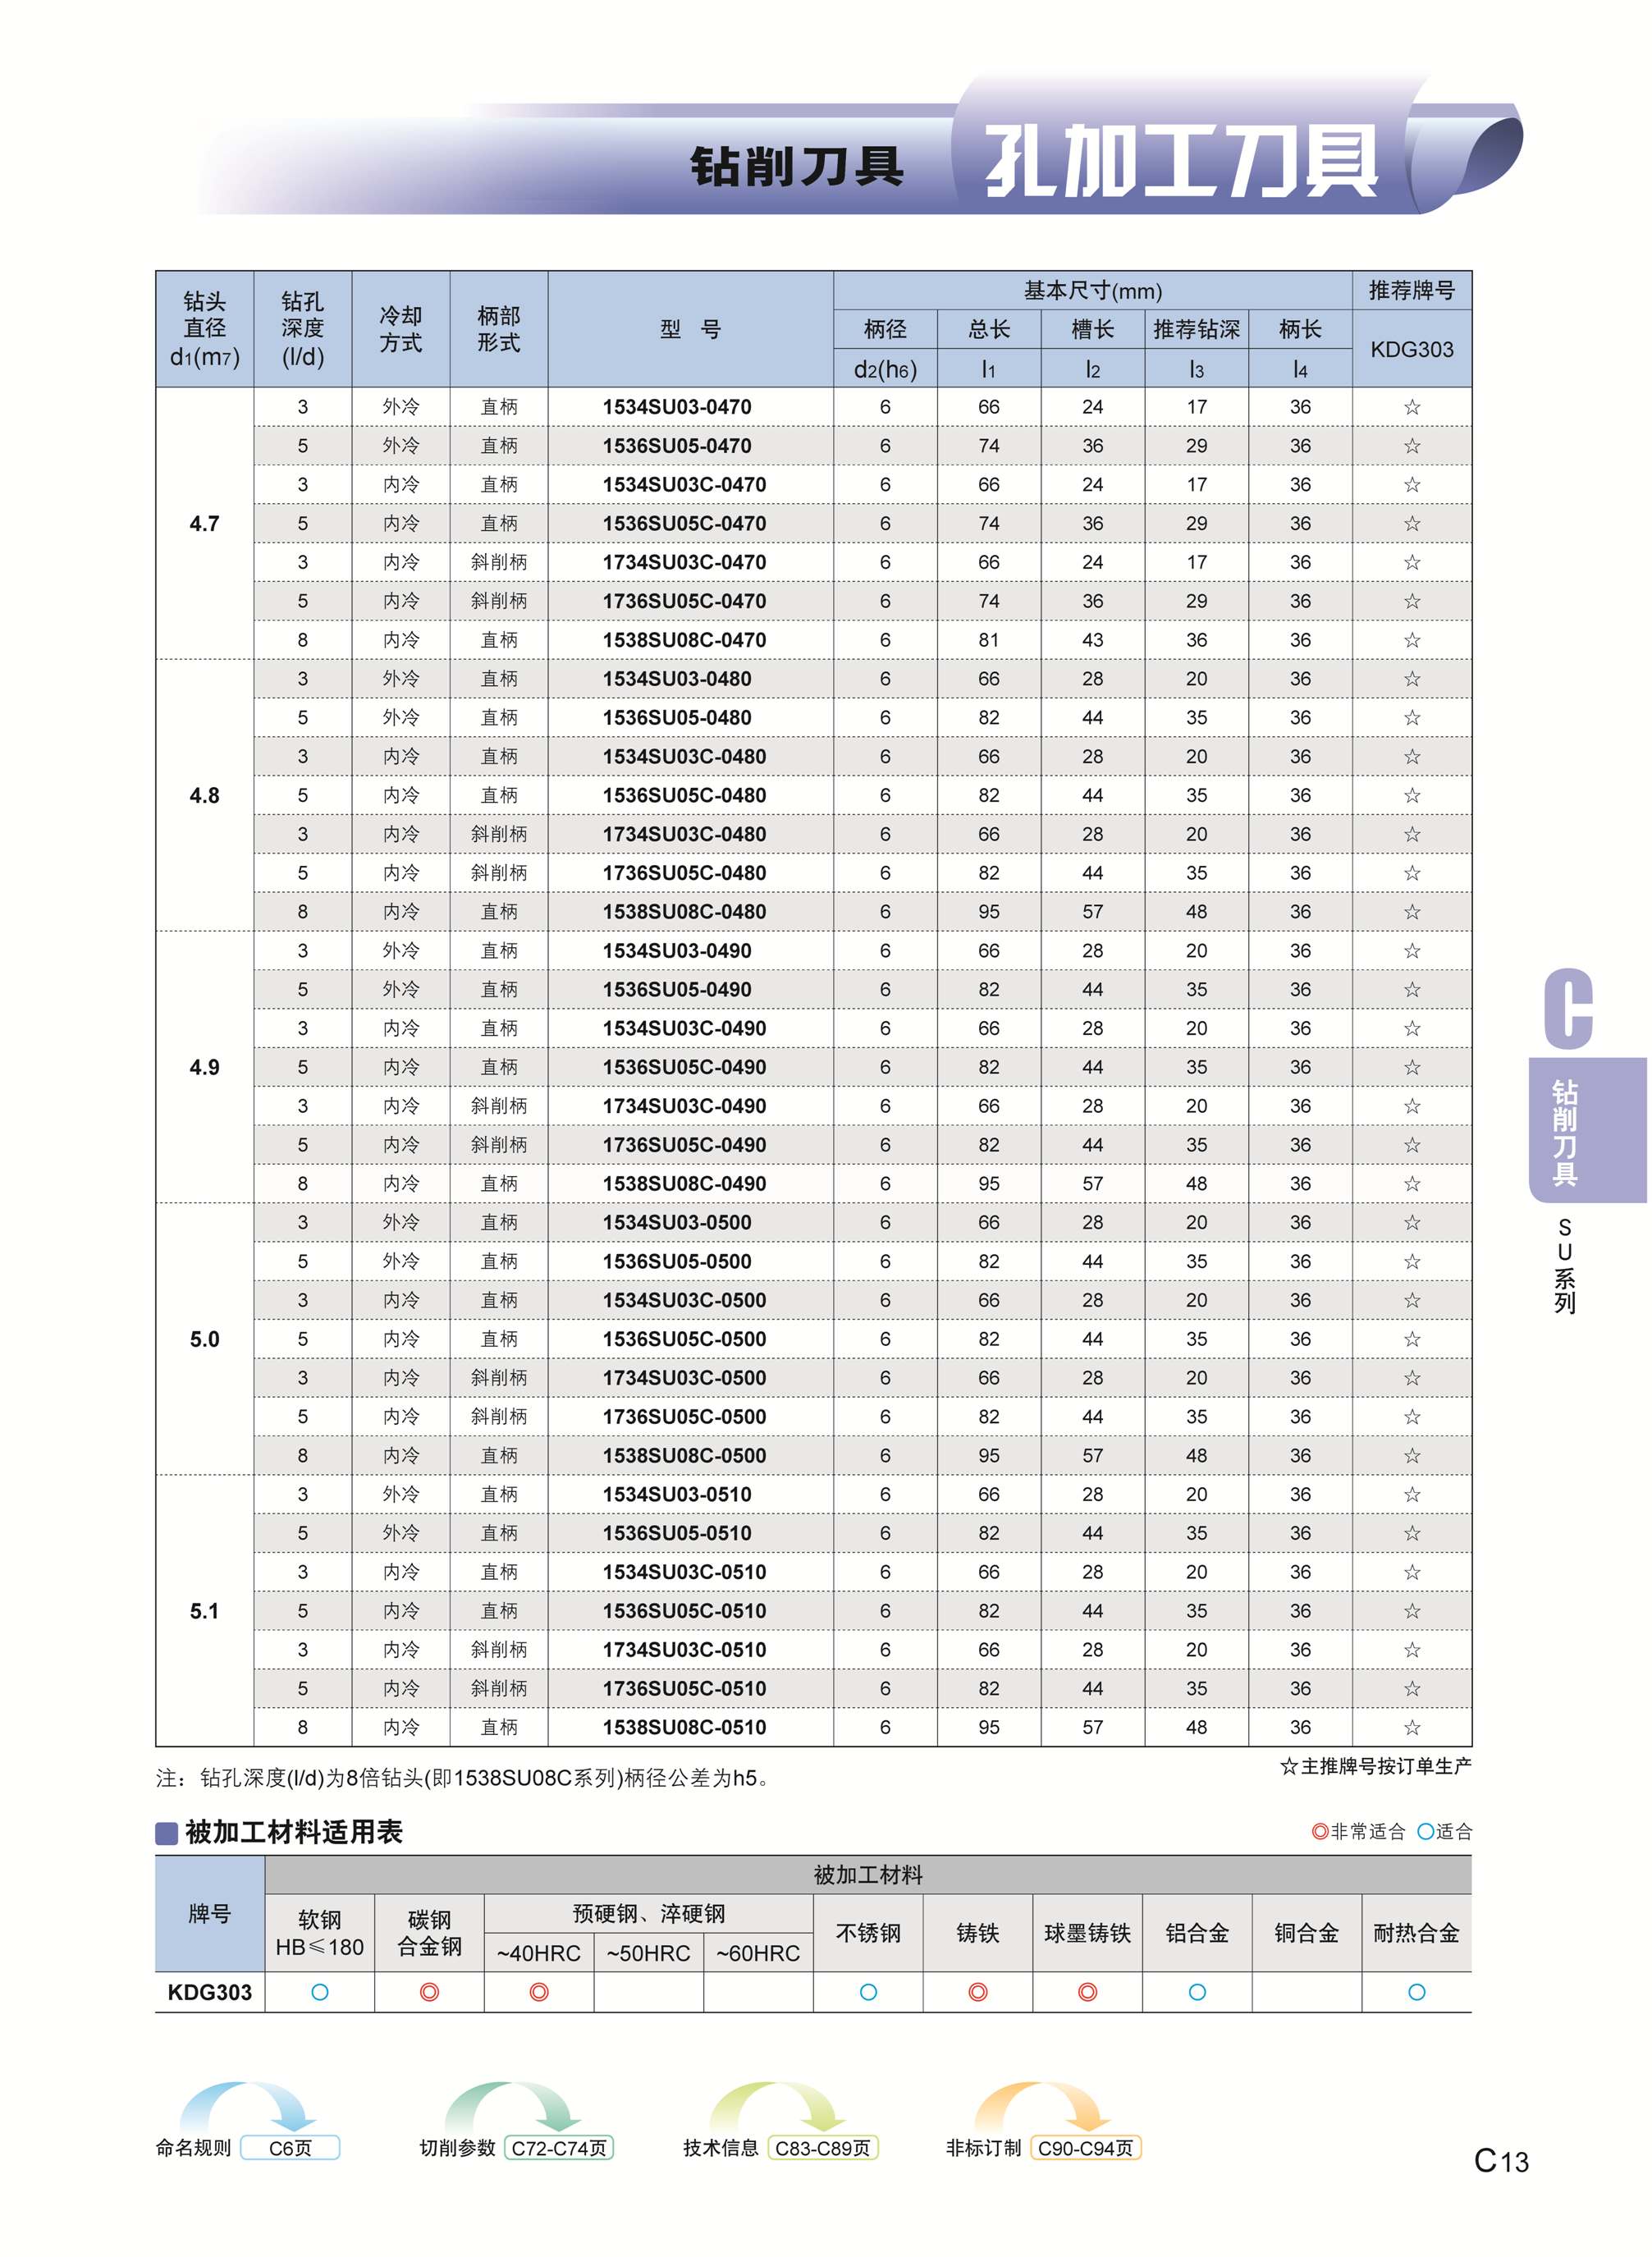 钻削刀具 孔加工刀具
钻头直径d1(m7) 钻孔深度(l/d) 冷却方式 柄部形式 型 号 基本尺寸(mm) 推荐牌号
柄径 总长 槽长 推荐钻深 柄长 KDG303
d2(h6) l1 l2 l3 l4
4.7
3 外冷 直柄 1534SU03-0470 6 66 24 17 36 ☆
5 外冷 直柄 1536SU05-0470 6 74 36 29 36 ☆
3 内冷 直柄 1534SU03C-0470 6 66 24 17 36 ☆
5 内冷 直柄 1536SU05C-0470 6 74 36 29 36 ☆
3 内冷 斜削柄 1734SU03C-0470 6 66 24 17 36 ☆
5 内冷 斜削柄 1736SU05C-0470 6 74 36 29 36 ☆
8 内冷 直柄 1538SU08C-0470 6 81 43 36 36 ☆
4.8
3 外冷 直柄 1534SU03-0480 6 66 28 20 36 ☆
5 外冷 直柄 1536SU05-0480 6 82 44 35 36 ☆
3 内冷 直柄 1534SU03C-0480 6 66 28 20 36 ☆
5 内冷 直柄 1536SU05C-0480 6 82 44 35 36 ☆
3 内冷 斜削柄 1734SU03C-0480 6 66 28 20 36 ☆
5 内冷 斜削柄 1736SU05C-0480 6 82 44 35 36 ☆
8 内冷 直柄 1538SU08C-0480 6 95 57 48 36 ☆
4.9
3 外冷 直柄 1534SU03-0490 6 66 28 20 36 ☆
5 外冷 直柄 1536SU05-0490 6 82 44 35 36 ☆
3 内冷 直柄 1534SU03C-0490 6 66 28 20 36 ☆
5 内冷 直柄 1536SU05C-0490 6 82 44 35 36 ☆
3 内冷 斜削柄 1734SU03C-0490 6 66 28 20 36 ☆
5 内冷 斜削柄 1736SU05C-0490 6 82 44 35 36 ☆
8 内冷 直柄 1538SU08C-0490 6 95 57 48 36 ☆
5.0
3 外冷 直柄 1534SU03-0500 6 66 28 20 36 ☆
5 外冷 直柄 1536SU05-0500 6 82 44 35 36 ☆
3 内冷 直柄 1534SU03C-0500 6 66 28 20 36 ☆
5 内冷 直柄 1536SU05C-0500 6 82 44 35 36 ☆
3 内冷 斜削柄 1734SU03C-0500 6 66 28 20 36 ☆
5 内冷 斜削柄 1736SU05C-0500 6 82 44 35 36 ☆
8 内冷 直柄 1538SU08C-0500 6 95 57 48 36 ☆
5.1
3 外冷 直柄 1534SU03-0510 6 66 28 20 36 ☆
5 外冷 直柄 1536SU05-0510 6 82 44 35 36 ☆
3 内冷 直柄 1534SU03C-0510 6 66 28 20 36 ☆
5 内冷 直柄 1536SU05C-0510 6 82 44 35 36 ☆
3 内冷 斜削柄 1734SU03C-0510 6 66 28 20 36 ☆
5 内冷 斜削柄 1736SU05C-0510 6 82 44 35 36 ☆
8 内冷 直柄 1538SU08C-0510 6 95 57 48 36 ☆
☆主推牌号按订单生产
注：钻孔深度(l/d)为8倍钻头(即1538SU08C系列)柄径公差为h5。
被加工材料适用表
◎非常适合 ○适合
牌号 被加工材料
软钢HB≤180 碳钢合金钢 预硬钢、淬硬钢 不锈钢 铸铁 球墨铸铁 铝合金 铜合金 耐热合金
~40HRC ~50HRC ~60HRC
KDG303 ○ ◎ ◎ ○ ◎ ◎ ○ ○
命名规则 C6页 切削参数 C72-C74页 技术信息 C83-C89页 非标订制 C90-C94页
C
钻削刀具
SU系列
C13